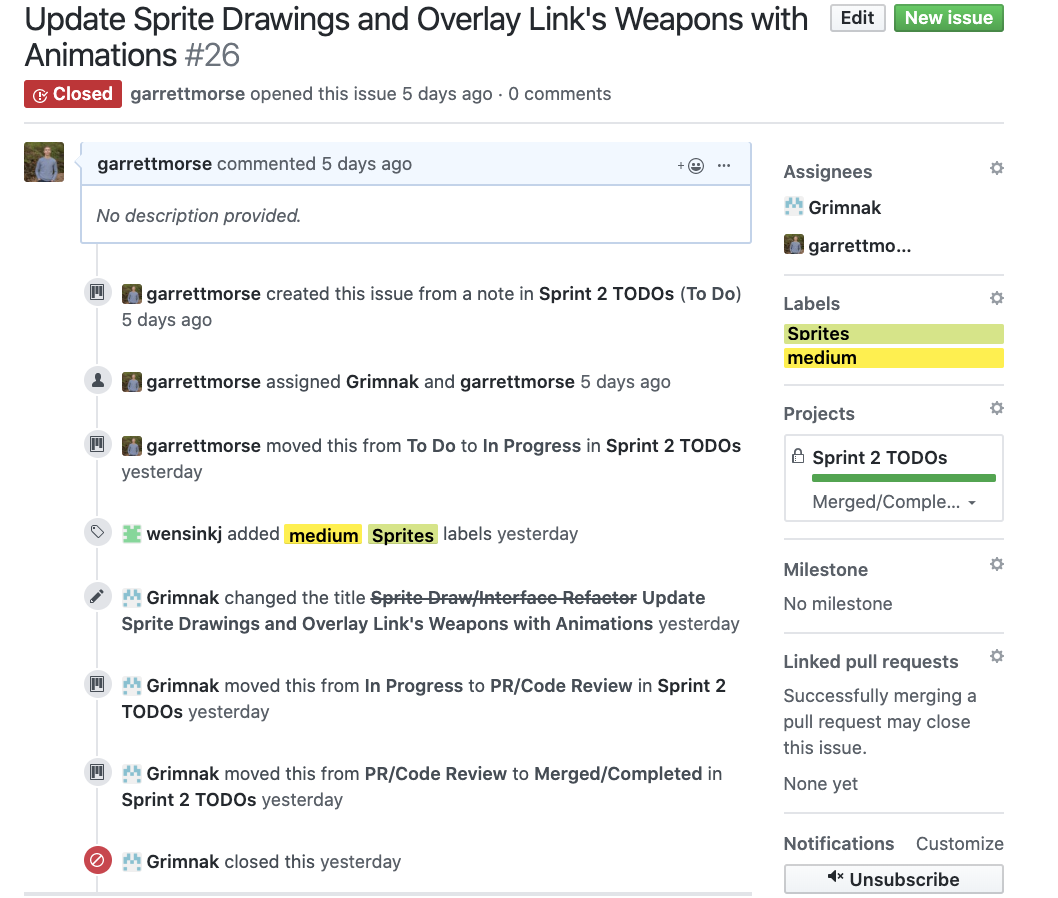 Update Sprite Drawings and Overlay Link's Weapons with
Animations #26
Edit
New issue
Closed
garrettmorse opened this issue 5 days ago · 0 comments
garrettmorse commented 5 days ago
No description provided.
garrettmorse created this issue from a note in Sprint 2 TODOs (To Do)
5 days ago
garrettmorse assigned Grimnak and garrettmorse 5 days ago
garrettmorse moved this from To Do to In Progress in Sprint 2 TODOs
yesterday
wensinkj added medium Sprites labels yesterday
Grimnak changed the title Sprite Draw/Interface Refactor Update
Sprite Drawings and Overlay Link's Weapons with Animations yesterday
Grimnak moved this from In Progress to PR/Code Review in Sprint 2
TODOs yesterday
Grimnak moved this from PR/Code Review to Merged/Completed in
Sprint 2 TODOs yesterday
Grimnak closed this yesterday
Assignees
Grimnak
garrettmo...
Labels
Sprites
medium
Projects
Sprint 2 TODOs
Merged/Comple...
Milestone
No milestone
Linked pull requests
Successfully merging a
pull request may close
this issue.
None yet
Notifications
Customize
Unsubscribe